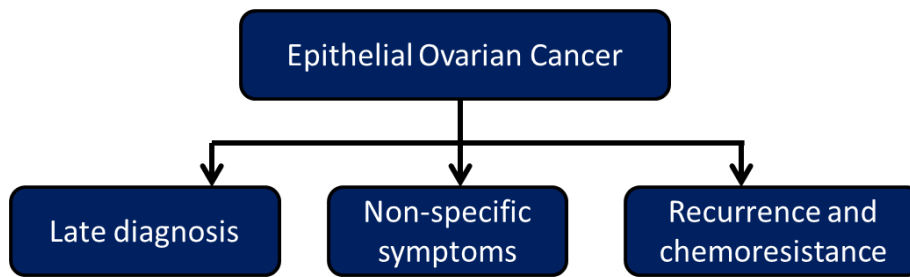 Epithelial Ovarian Cancer
Late diagnosis
Non-specific
symptoms
Recurrence and
chemoresistance